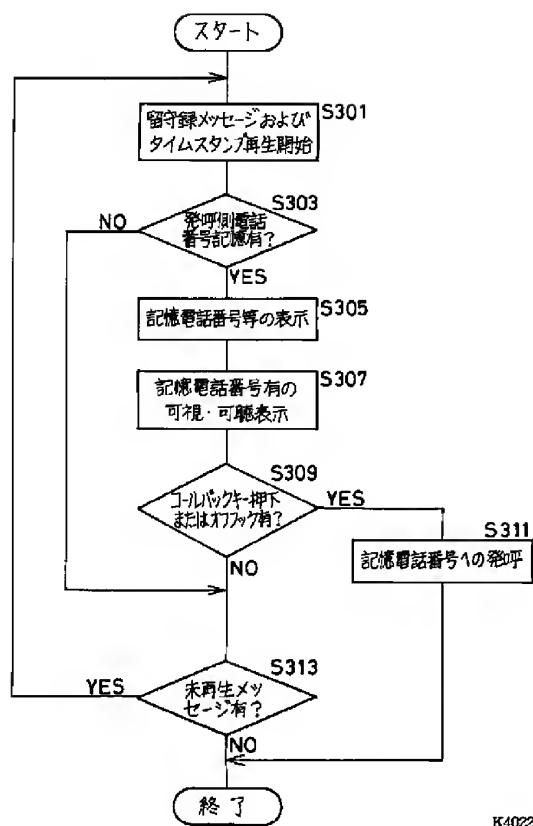 スタート
S301
留守録メッセージおよび
タイムスタンプ再生開始
S303
発呼側電話
番号記憶有?
NO
YES
S305
記憶電話番号等の表示
S307
記憶電話番号有の
可視・可聴表示
S309
コールバックキー押下
またはオフフック有?
YES
NO
S311
記憶電話番号への発呼
S313
未再生メッ
セージ有?
YES
NO
終了
K4022